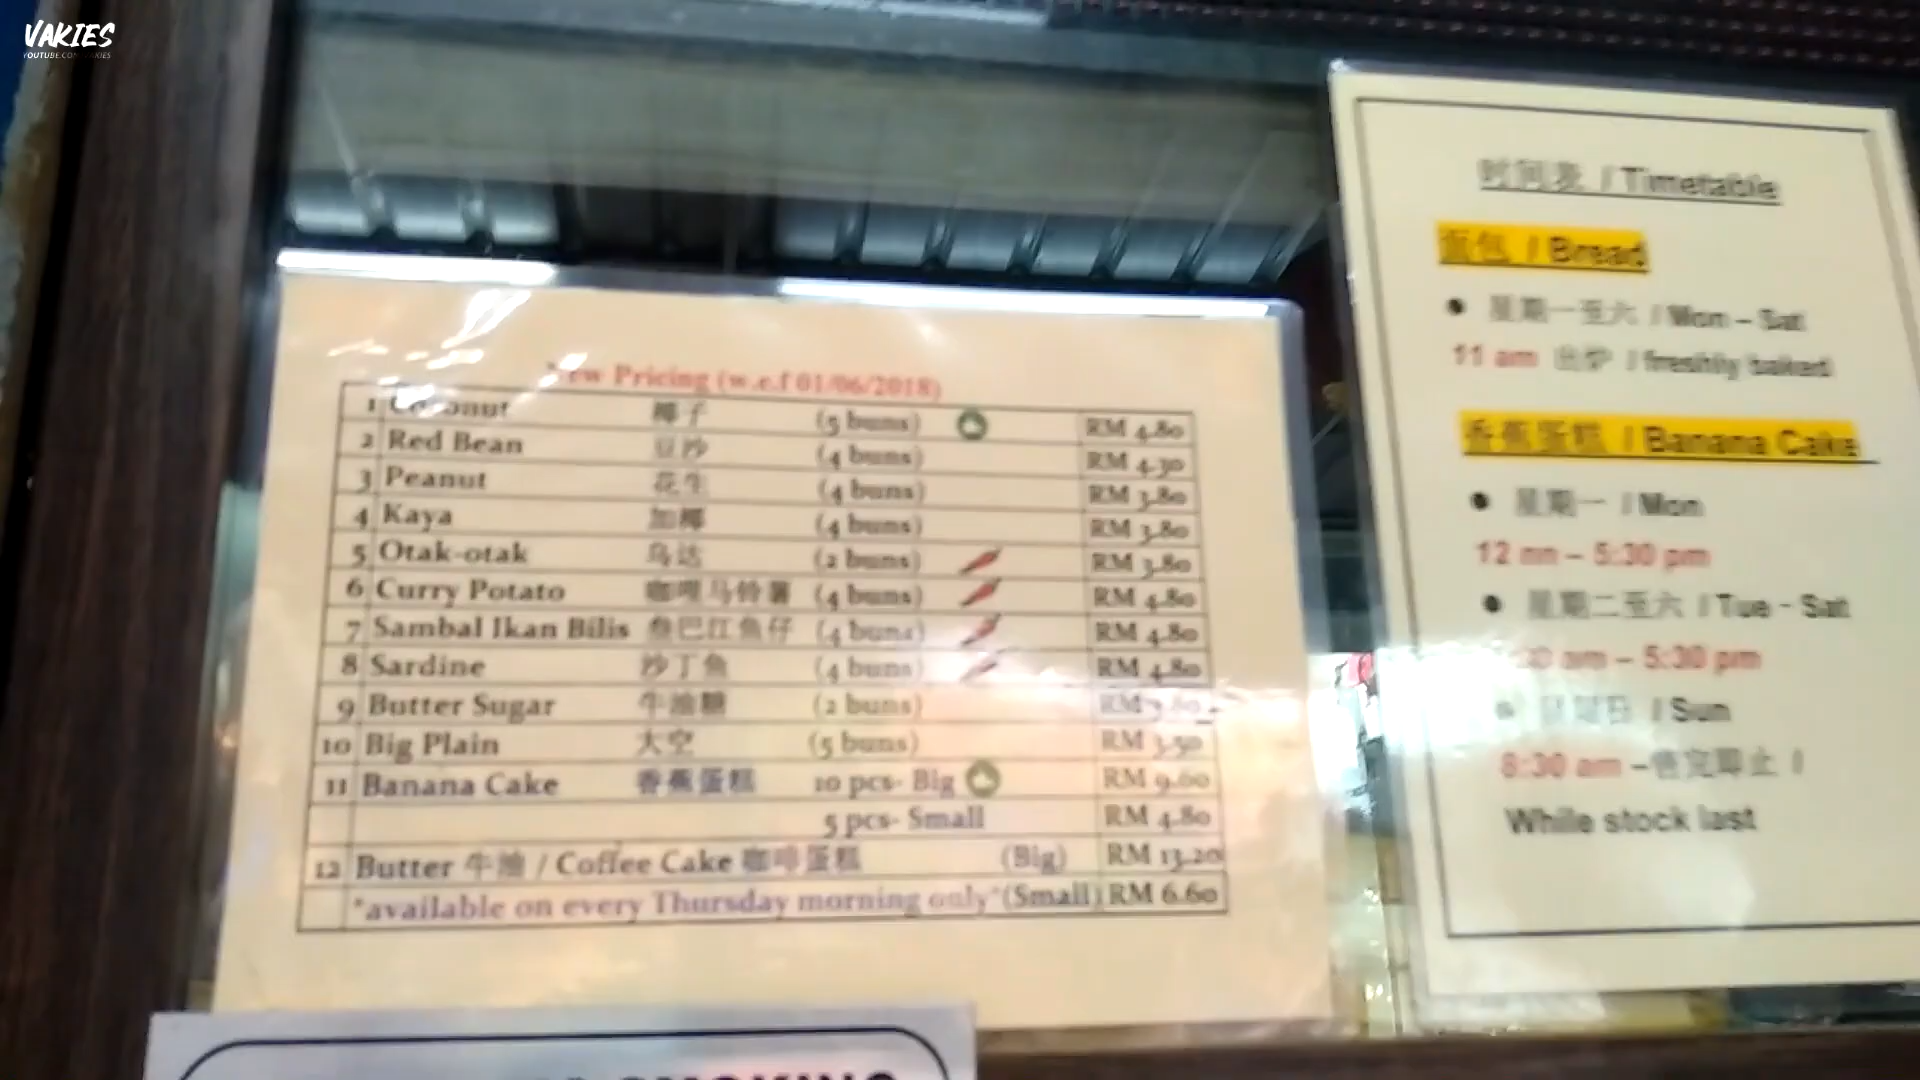 VAKIES
New Pricing (w.e.f 01/06/2018)
1 Coconut 椰子 (5 buns) RM 4.80
2 Red Bean 豆沙 (4 buns) RM 4.30
3 Peanut 花生 (4 buns) RM 3.80
4 Kaya 加椰 (4 buns) RM 3.80
5 Otak-otak 乌达 (2 buns) RM 3.80
6 Curry Potato 咖喱马铃薯 (4 buns) RM 4.80
7 Sambal Ikan Bilis 叁巴江鱼仔 (4 buns) RM 4.80
8 Sardine 沙丁鱼 (4 buns) RM 4.80
9 Butter Sugar 牛油糖 (2 buns) RM
10 Big Plain 大空 (5 buns) RM 3.50
11 Banana Cake 香蕉蛋糕 10 pcs- Big RM 9.60
5 pcs- Small RM 4.80
12 Butter 牛油 / Coffee Cake 咖啡蛋糕 (Big) RM 13.20
*available on every Thursday morning only* (Small) RM 6.60
时间表 / Timetable
面包 / Bread
● 星期一至六 / Mon – Sat
11 am 出炉 / freshly baked
香蕉蛋糕 / Banana Cake
● 星期一 / Mon
12 nn – 5:30 pm
● 星期二至六 / Tue - Sat
am – 5:30 pm
● / Sun
8:30 am – 售完即止 /
While stock last